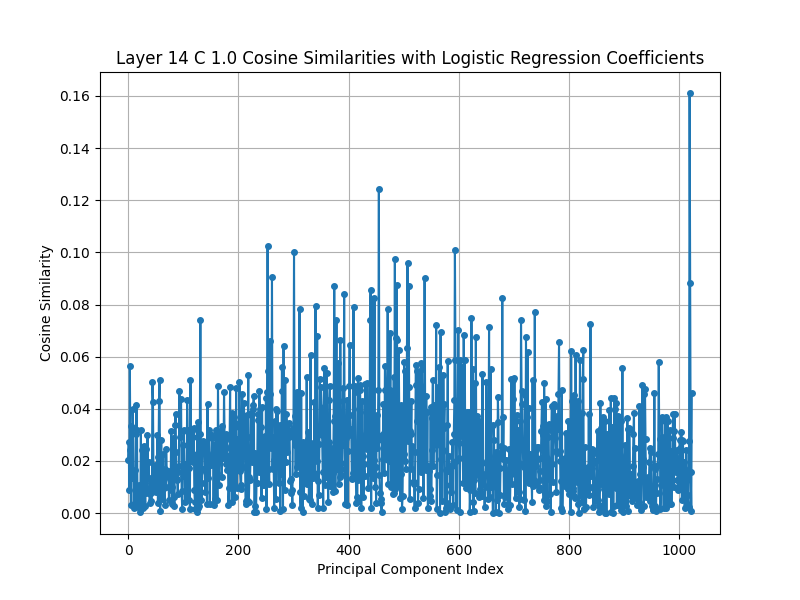 Layer 14 C 1.0 Cosine Similarities with Logistic Regression Coefficients
0.16
0.14
0.12
0.10
0.08
0.06
0.04
0.02
0.00
Cosine Similarity
0 200 400 600 800 1000
Principal Component Index